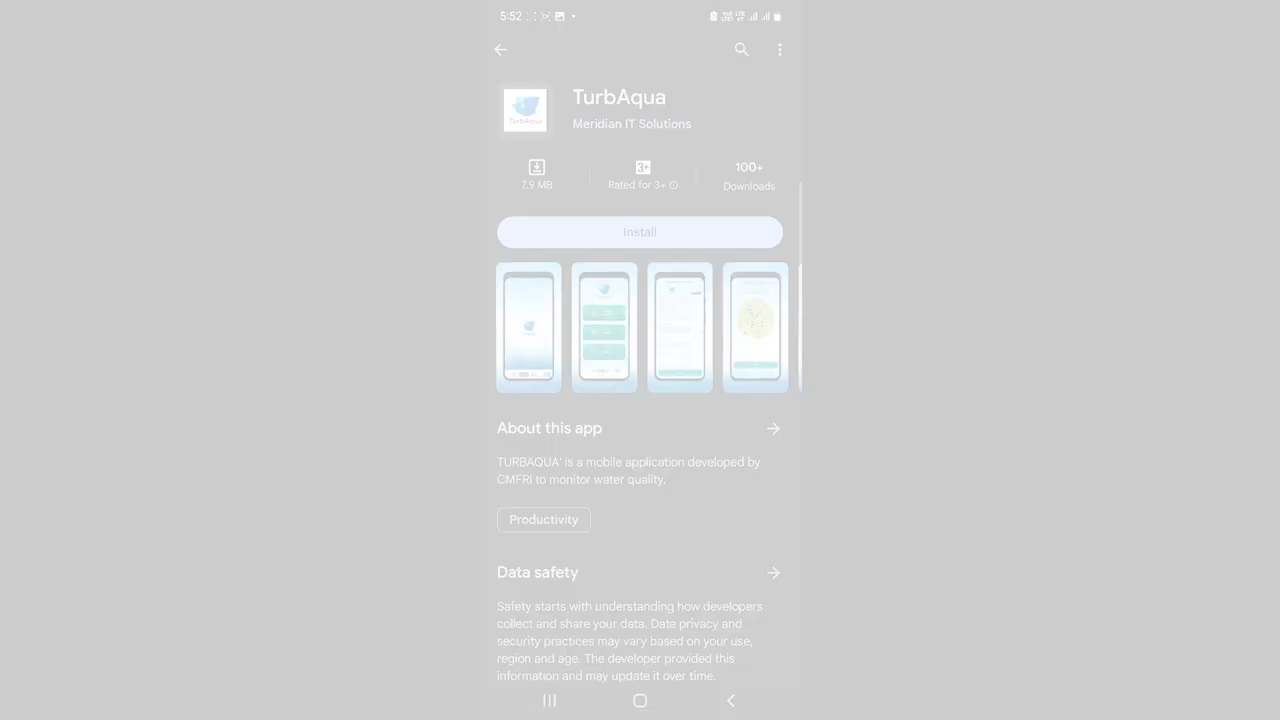 5:52
TurbAqua
TurbAqua
Meridian IT Solutions
7.9 MB
3+
Rated for 3+
100+
Downloads
Install
About this app
TURBAQUA' is a mobile application developed by
CMFRI to monitor water quality.
Productivity
Data safety
Safety starts with understanding how developers
collect and share your data. Data privacy and
security practices may vary based on your use,
region and age. The developer provided this
information and may update it over time.